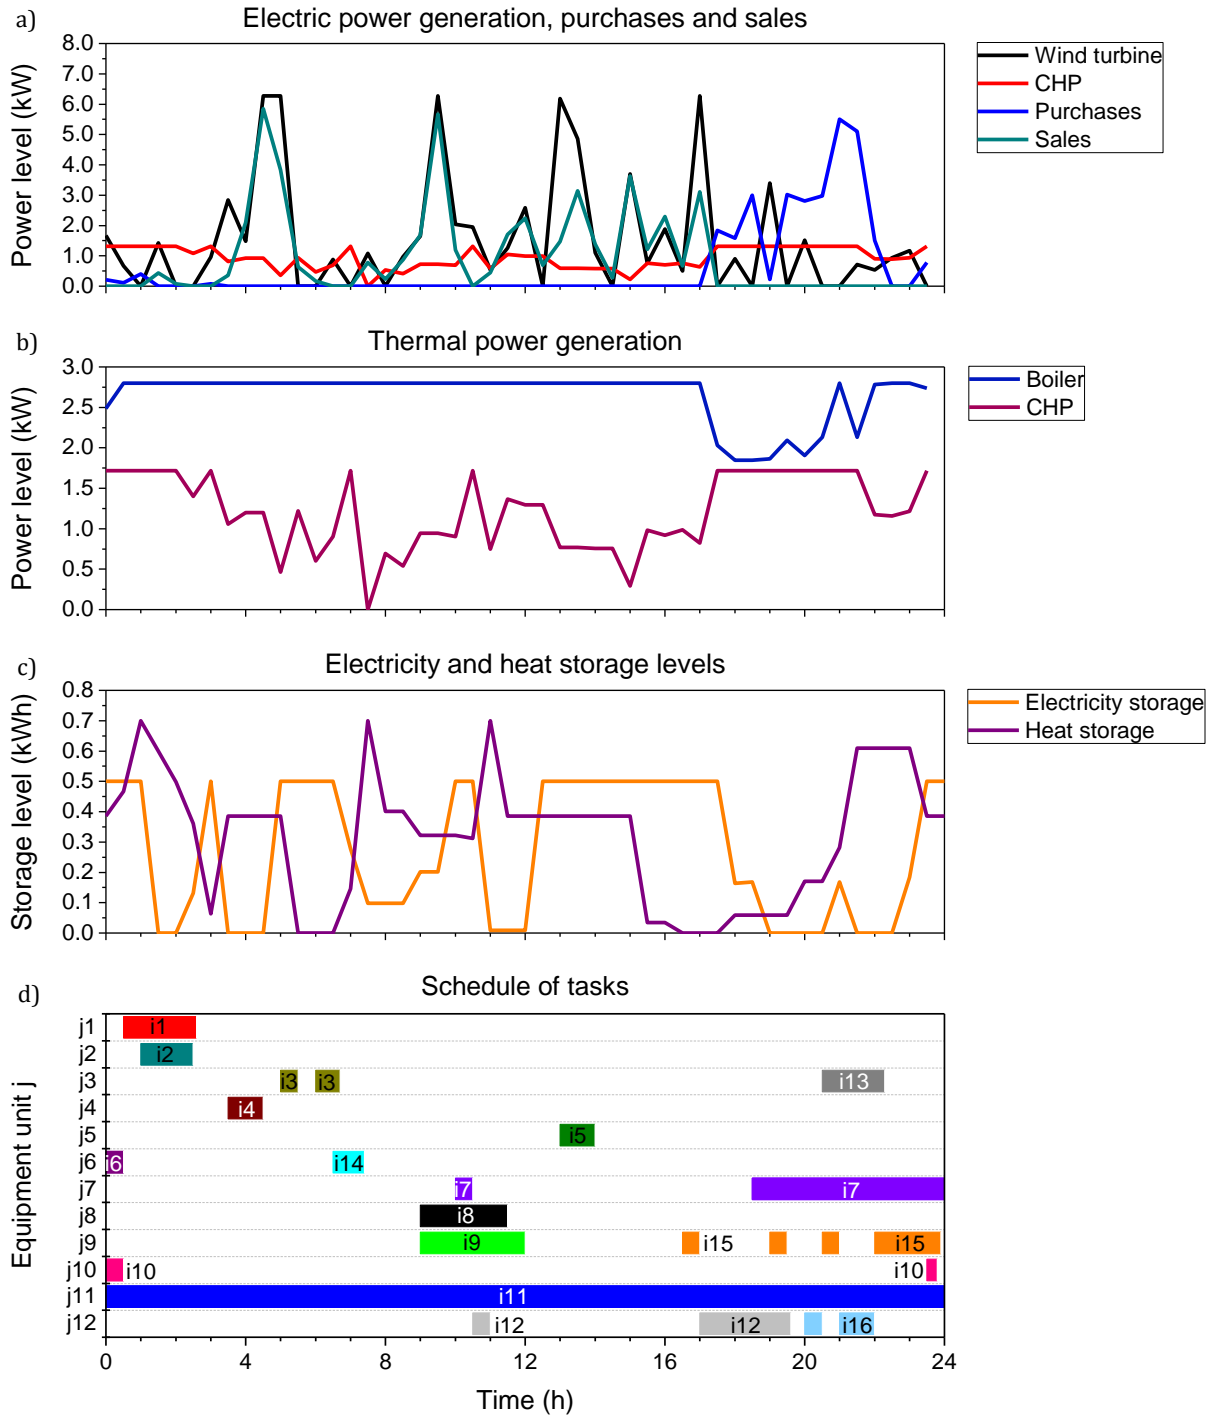 a)
Electric power generation, purchases and sales
Power level (kW)
8.0
7.0
6.0
5.0
4.0
3.0
2.0
1.0
0.0
Wind turbine
CHP
Purchases
Sales
b)
Thermal power generation
Power level (kW)
3.0
2.5
2.0
1.5
1.0
0.5
0.0
Boiler
CHP
c)
Electricity and heat storage levels
Storage level (kWh)
0.8
0.7
0.6
0.5
0.4
0.3
0.2
0.1
0.0
Electricity storage
Heat storage
d)
Schedule of tasks
Equipment unit j
j1 i1
j2 i2
j3 i3 i3 i13
j4 i4
j5 i5
j6 i6 i14
j7 i7 i7
j8 i8
j9 i9 i15 i15
j10 i10 i10
j11 i11
j12 i12 i12 i16
0 4 8 12 16 20 24
Time (h)